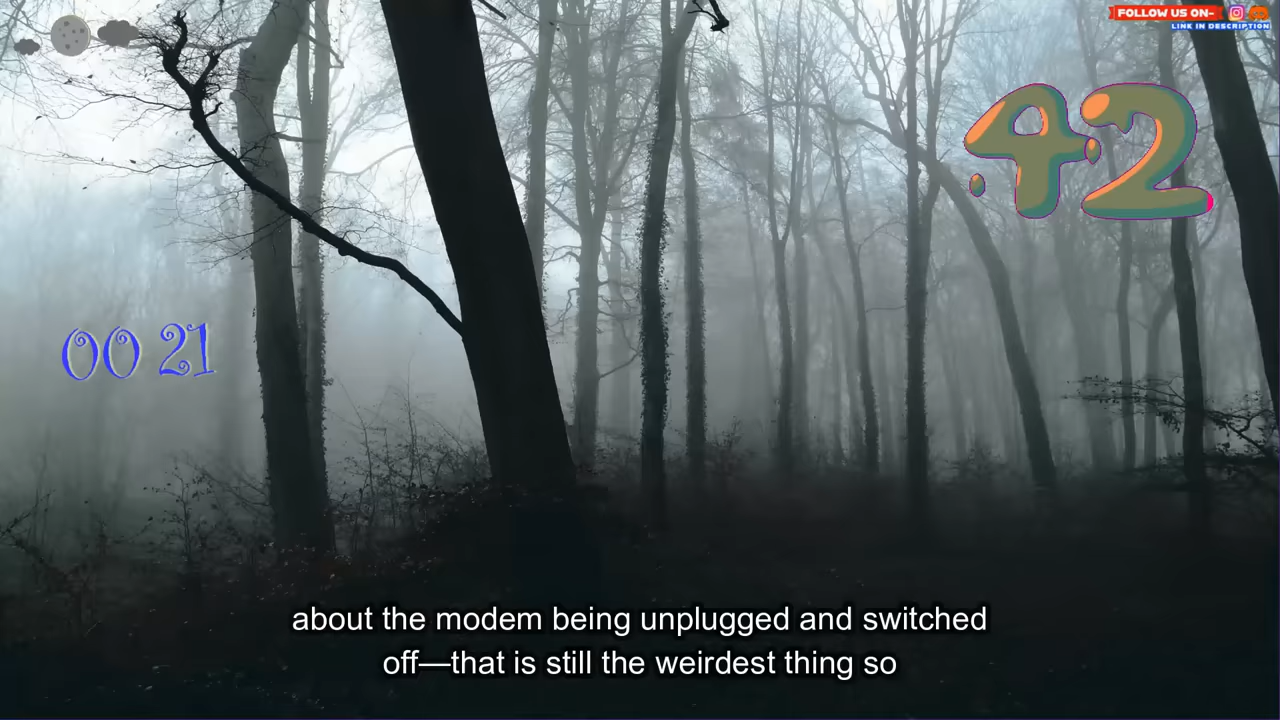 FOLLOW US ON-
LINK IN DESCRIPTION
42
00 21
about the modem being unplugged and switched
off—that is still the weirdest thing so